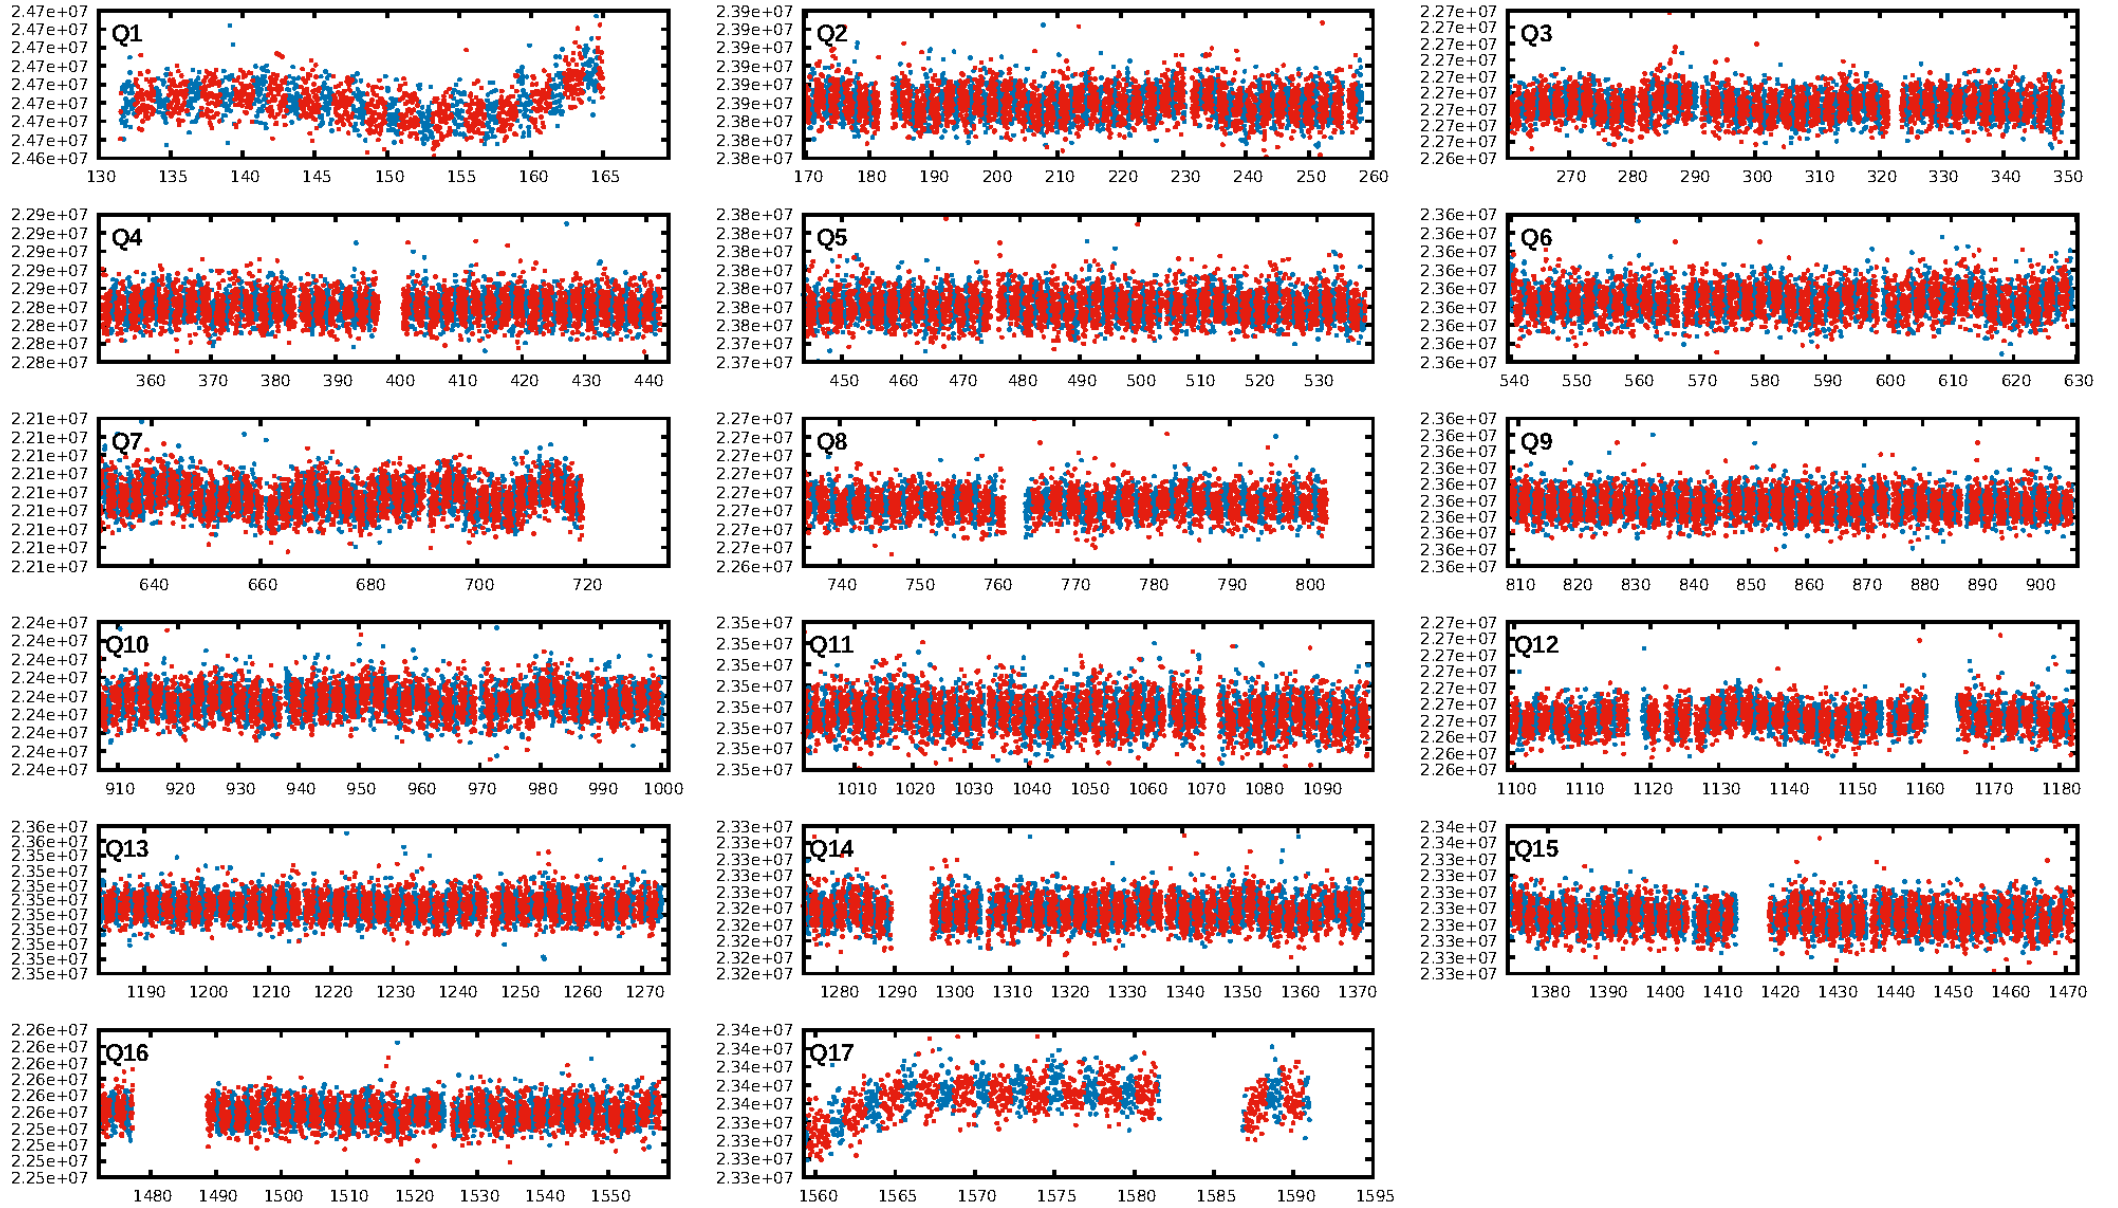 2.47e+07
2.47e+07
2.47e+07
2.47e+07
2.47e+07
2.47e+07
2.47e+07
2.47e+07
2.46e+07
Q1
130 135 140 145 150 155 160 165
2.39e+07
2.39e+07
2.39e+07
2.39e+07
2.39e+07
2.39e+07
2.38e+07
2.38e+07
2.38e+07
Q2
170 180 190 200 210 220 230 240 250 260
2.27e+07
2.27e+07
2.27e+07
2.27e+07
2.27e+07
2.27e+07
2.27e+07
2.27e+07
2.27e+07
2.26e+07
Q3
270 280 290 300 310 320 330 340 350
2.29e+07
2.29e+07
2.29e+07
2.29e+07
2.29e+07
2.28e+07
2.28e+07
2.28e+07
2.28e+07
Q4
360 370 380 390 400 410 420 430 440
2.38e+07
2.38e+07
2.38e+07
2.38e+07
2.38e+07
2.38e+07
2.38e+07
2.37e+07
2.37e+07
Q5
450 460 470 480 490 500 510 520 530
2.36e+07
2.36e+07
2.36e+07
2.36e+07
2.36e+07
2.36e+07
2.36e+07
2.36e+07
2.36e+07
Q6
540 550 560 570 580 590 600 610 620 630
2.21e+07
2.21e+07
2.21e+07
2.21e+07
2.21e+07
2.21e+07
2.21e+07
2.21e+07
2.21e+07
Q7
640 660 680 700 720
2.27e+07
2.27e+07
2.27e+07
2.27e+07
2.27e+07
2.27e+07
2.27e+07
2.27e+07
2.26e+07
Q8
740 750 760 770 780 790 800
2.36e+07
2.36e+07
2.36e+07
2.36e+07
2.36e+07
2.36e+07
2.36e+07
2.36e+07
2.36e+07
2.36e+07
Q9
810 820 830 840 850 860 870 880 890 900
2.24e+07
2.24e+07
2.24e+07
2.24e+07
2.24e+07
2.24e+07
2.24e+07
2.24e+07
2.24e+07
Q10
910 920 930 940 950 960 970 980 990 1000
2.35e+07
2.35e+07
2.35e+07
2.35e+07
2.35e+07
2.35e+07
2.35e+07
2.35e+07
Q11
1010 1020 1030 1040 1050 1060 1070 1080 1090
2.27e+07
2.27e+07
2.27e+07
2.27e+07
2.27e+07
2.27e+07
2.27e+07
2.27e+07
2.26e+07
2.26e+07
2.26e+07
Q12
1100 1110 1120 1130 1140 1150 1160 1170 1180
2.36e+07
2.36e+07
2.35e+07
2.35e+07
2.35e+07
2.35e+07
2.35e+07
2.35e+07
2.35e+07
2.35e+07
2.35e+07
Q13
1190 1200 1210 1220 1230 1240 1250 1260 1270
2.33e+07
2.33e+07
2.33e+07
2.33e+07
2.33e+07
2.32e+07
2.32e+07
2.32e+07
2.32e+07
2.32e+07
Q14
1280 1290 1300 1310 1320 1330 1340 1350 1360 1370
2.34e+07
2.34e+07
2.33e+07
2.33e+07
2.33e+07
2.33e+07
2.33e+07
2.33e+07
2.33e+07
2.33e+07
Q15
1380 1390 1400 1410 1420 1430 1440 1450 1460 1470
2.26e+07
2.26e+07
2.26e+07
2.26e+07
2.26e+07
2.26e+07
2.26e+07
2.25e+07
2.25e+07
2.25e+07
Q16
1480 1490 1500 1510 1520 1530 1540 1550
2.34e+07
2.34e+07
2.34e+07
2.34e+07
2.34e+07
2.33e+07
2.33e+07
2.33e+07
2.33e+07
Q17
1560 1565 1570 1575 1580 1585 1590 1595